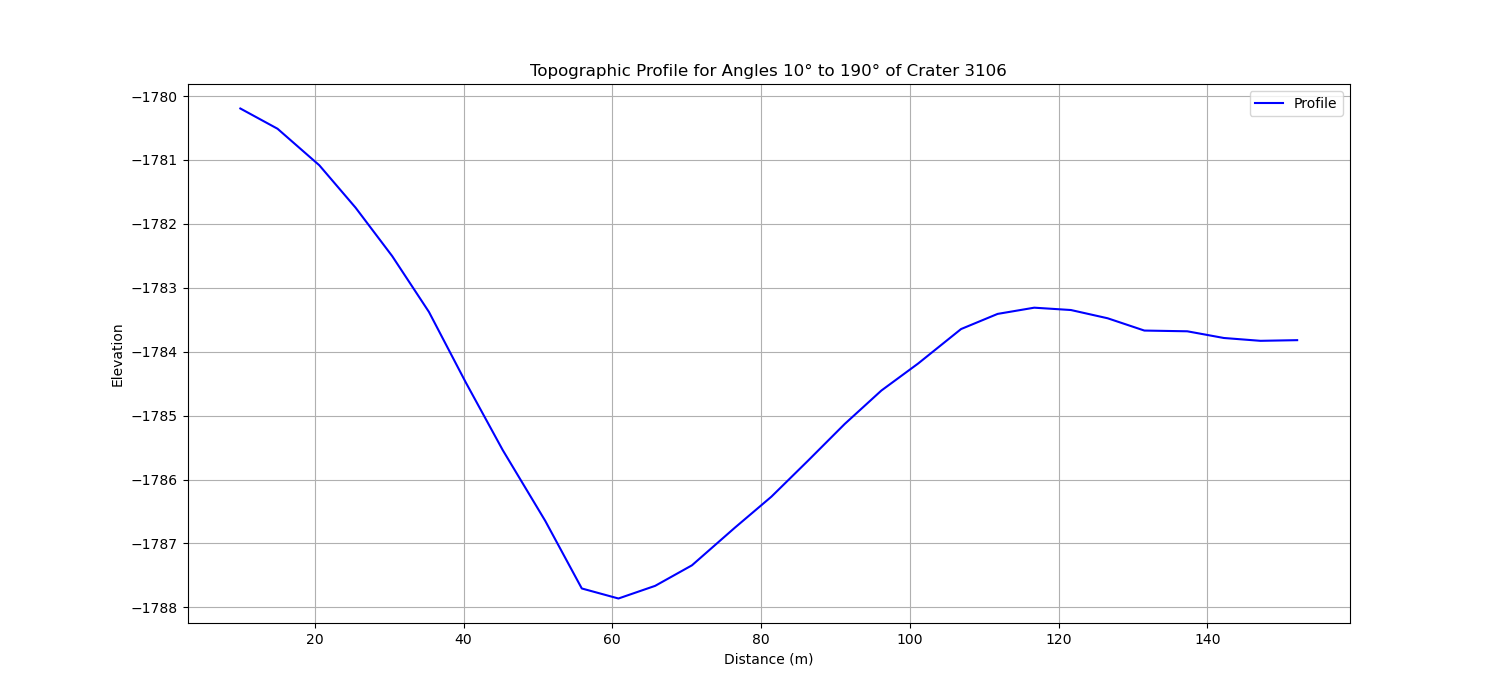 Topographic Profile for Angles 10° to 190° of Crater 3106
Profile
−1780
−1781
−1782
−1783
−1784
−1785
−1786
−1787
−1788
Elevation
20 40 60 80 100 120 140
Distance (m)